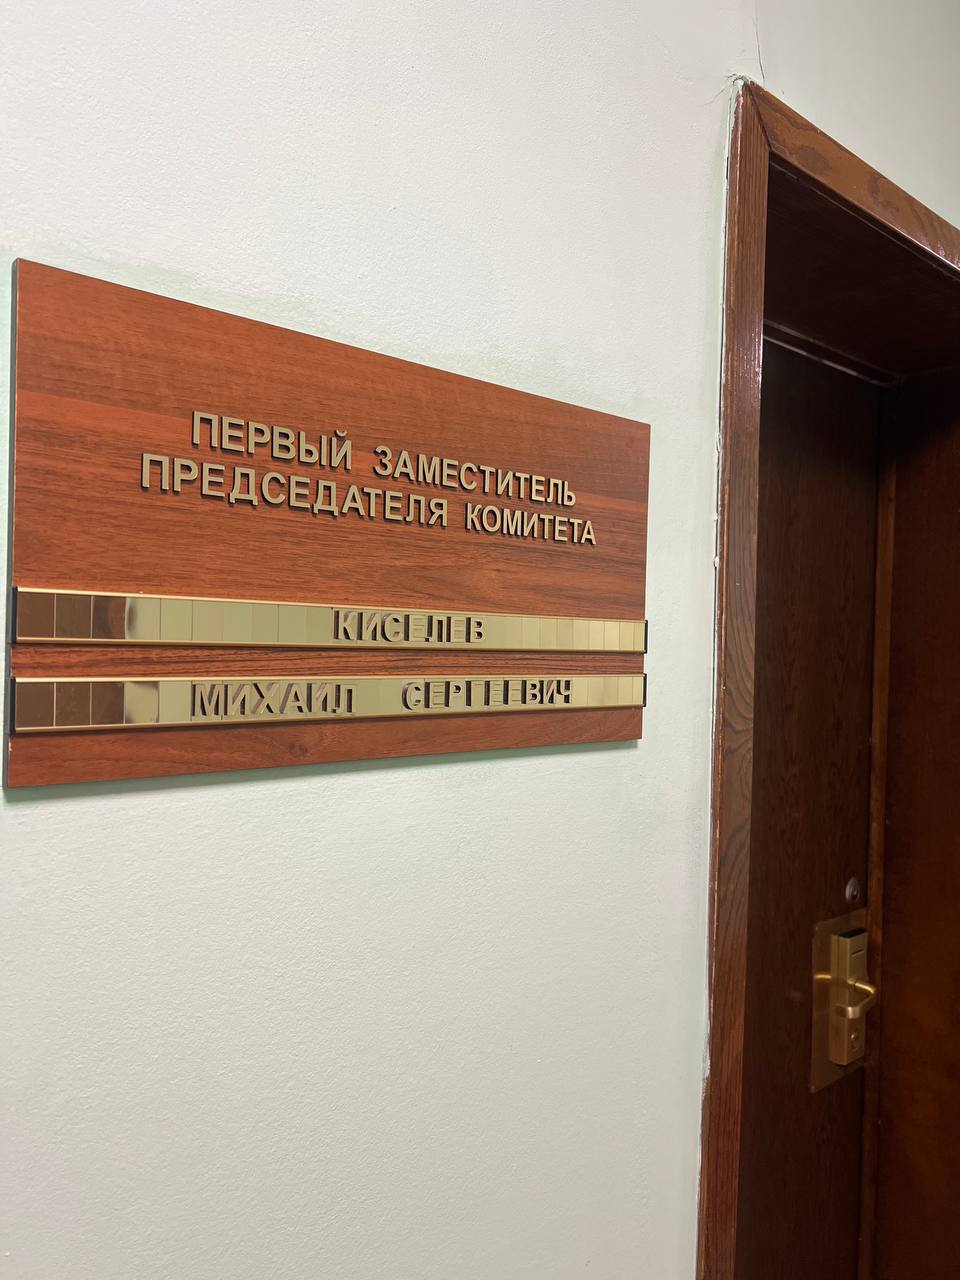 ПЕРВЫЙ ЗАМЕСТИТЕЛЬ
ПРЕДСЕДАТЕЛЯ КОМИТЕТА
КИСЕЛЕВ
МИХАИЛ СЕРГЕЕВИЧ